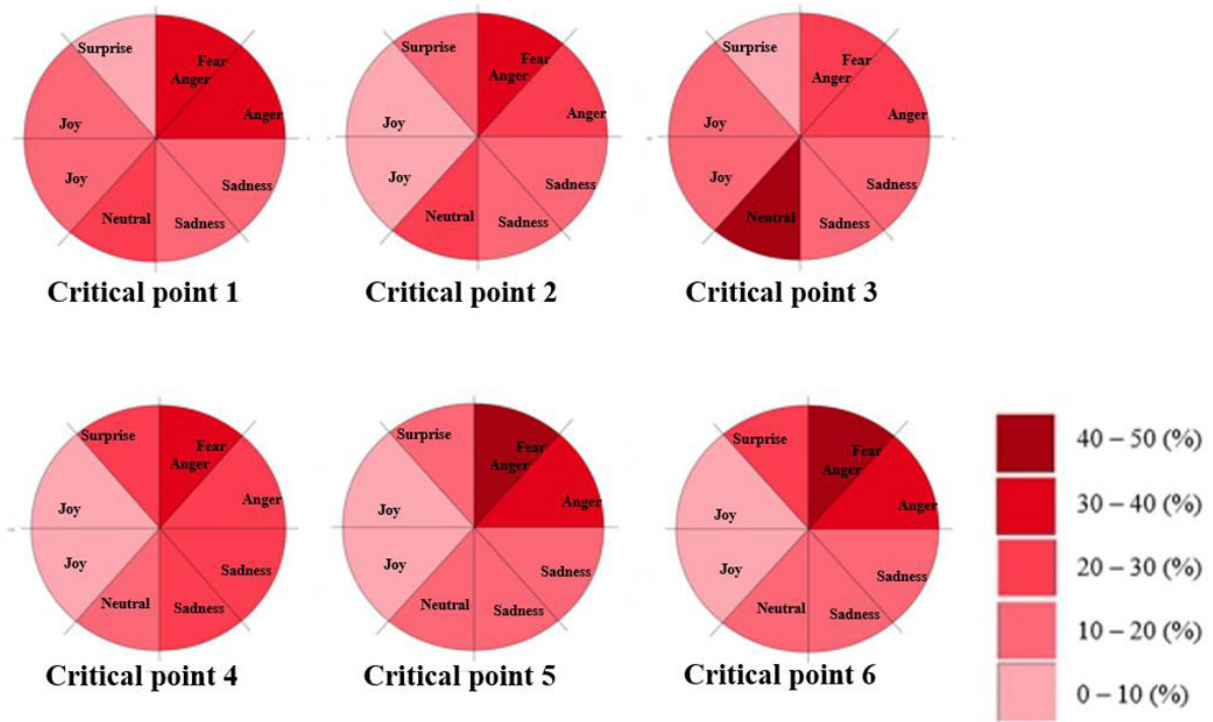 Surprise
Fear
Anger
Anger
Joy
Joy
Sadness
Neutral
Sadness
Critical point 1
Surprise
Fear
Anger
Anger
Joy
Joy
Sadness
Neutral
Sadness
Critical point 2
Surprise
Fear
Anger
Anger
Joy
Joy
Sadness
Neutral
Sadness
Critical point 3
Surprise
Fear
Anger
Anger
Joy
Joy
Sadness
Neutral
Sadness
Critical point 4
Surprise
Fear
Anger
Anger
Joy
Joy
Sadness
Neutral
Sadness
Critical point 5
Surprise
Fear
Anger
Anger
Joy
Joy
Sadness
Neutral
Sadness
Critical point 6
40 – 50 (%)
30 – 40 (%)
20 – 30 (%)
10 – 20 (%)
0 – 10 (%)